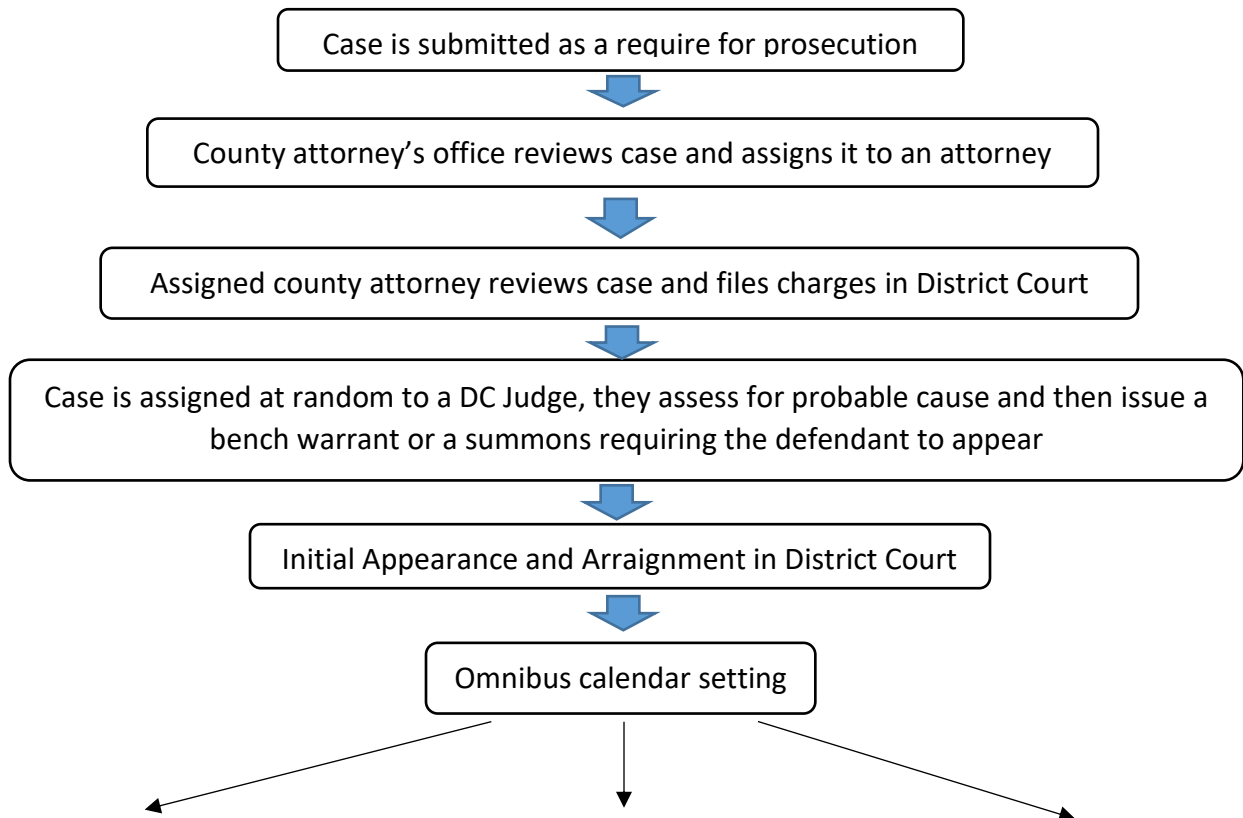 Case is submitted as a require for prosecution
County attorney’s office reviews case and assigns it to an attorney
Assigned county attorney reviews case and files charges in District Court
Case is assigned at random to a DC Judge, they assess for probable cause and then issue a
bench warrant or a summons requiring the defendant to appear
Initial Appearance and Arraignment in District Court
Omnibus calendar setting